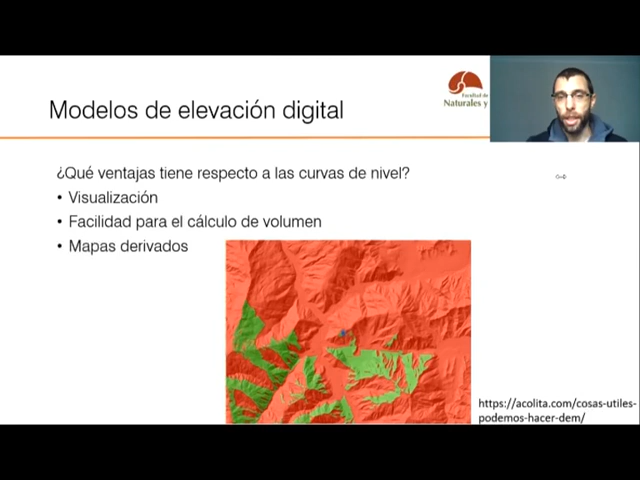 Modelos de elevación digital
Facultad de
Naturales y
¿Qué ventajas tiene respecto a las curvas de nivel?
• Visualización
• Facilidad para el cálculo de volumen
• Mapas derivados
https://acolita.com/cosas-utiles-
podemos-hacer-dem/